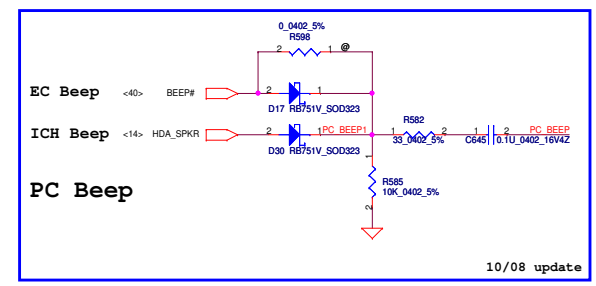 0_0402_5%
R598
2 1 @
EC Beep <40> BEEP# 2 1
D17 RB751V_SOD323
R582
ICH Beep <14> HDA_SPKR 2 1 PC_BEEP1 1 2 1 2 PC_BEEP
D30 RB751V_SOD323 33_0402_5% C645 0.1U_0402_16V4Z
1
PC Beep
R585
10K_0402_5%
2
10/08 update